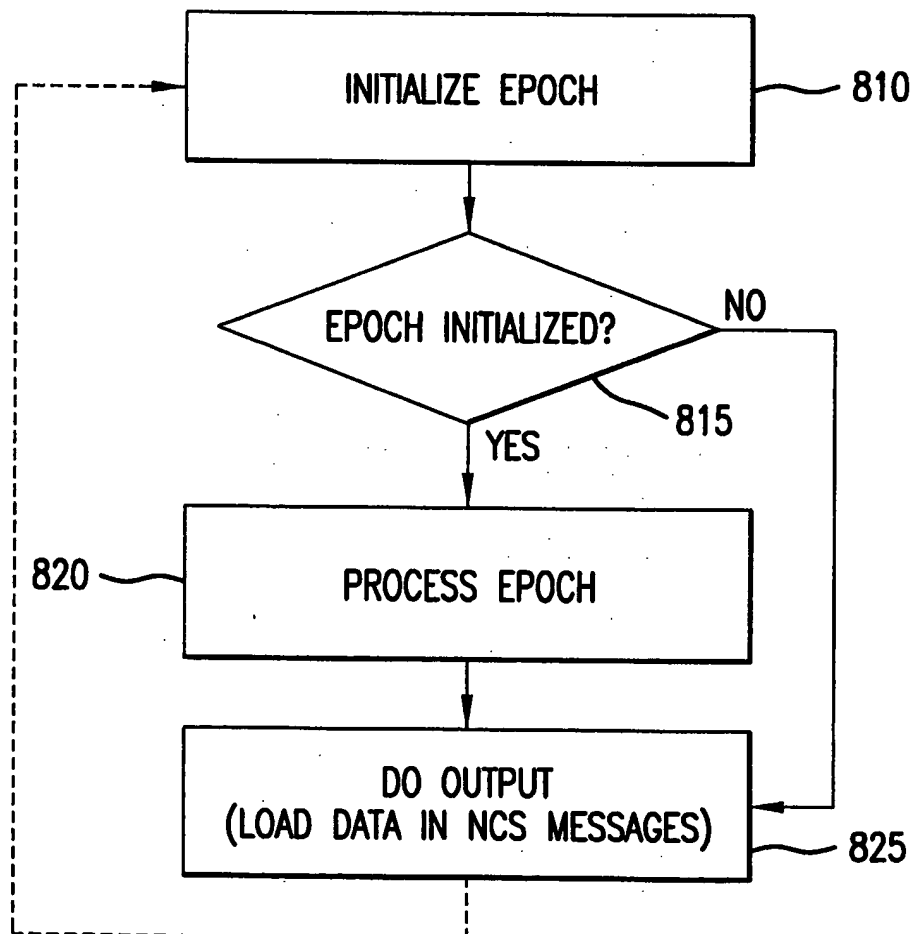 INITIALIZE EPOCH
810
EPOCH INITIALIZED?
NO
815
YES
820
PROCESS EPOCH
DO OUTPUT
(LOAD DATA IN NCS MESSAGES)
825